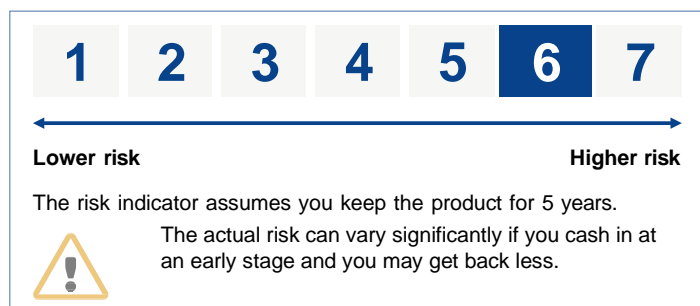 1 2 3 4 5 6 7
Lower risk Higher risk
The risk indicator assumes you keep the product for 5 years.
The actual risk can vary significantly if you cash in at
an early stage and you may get back less.